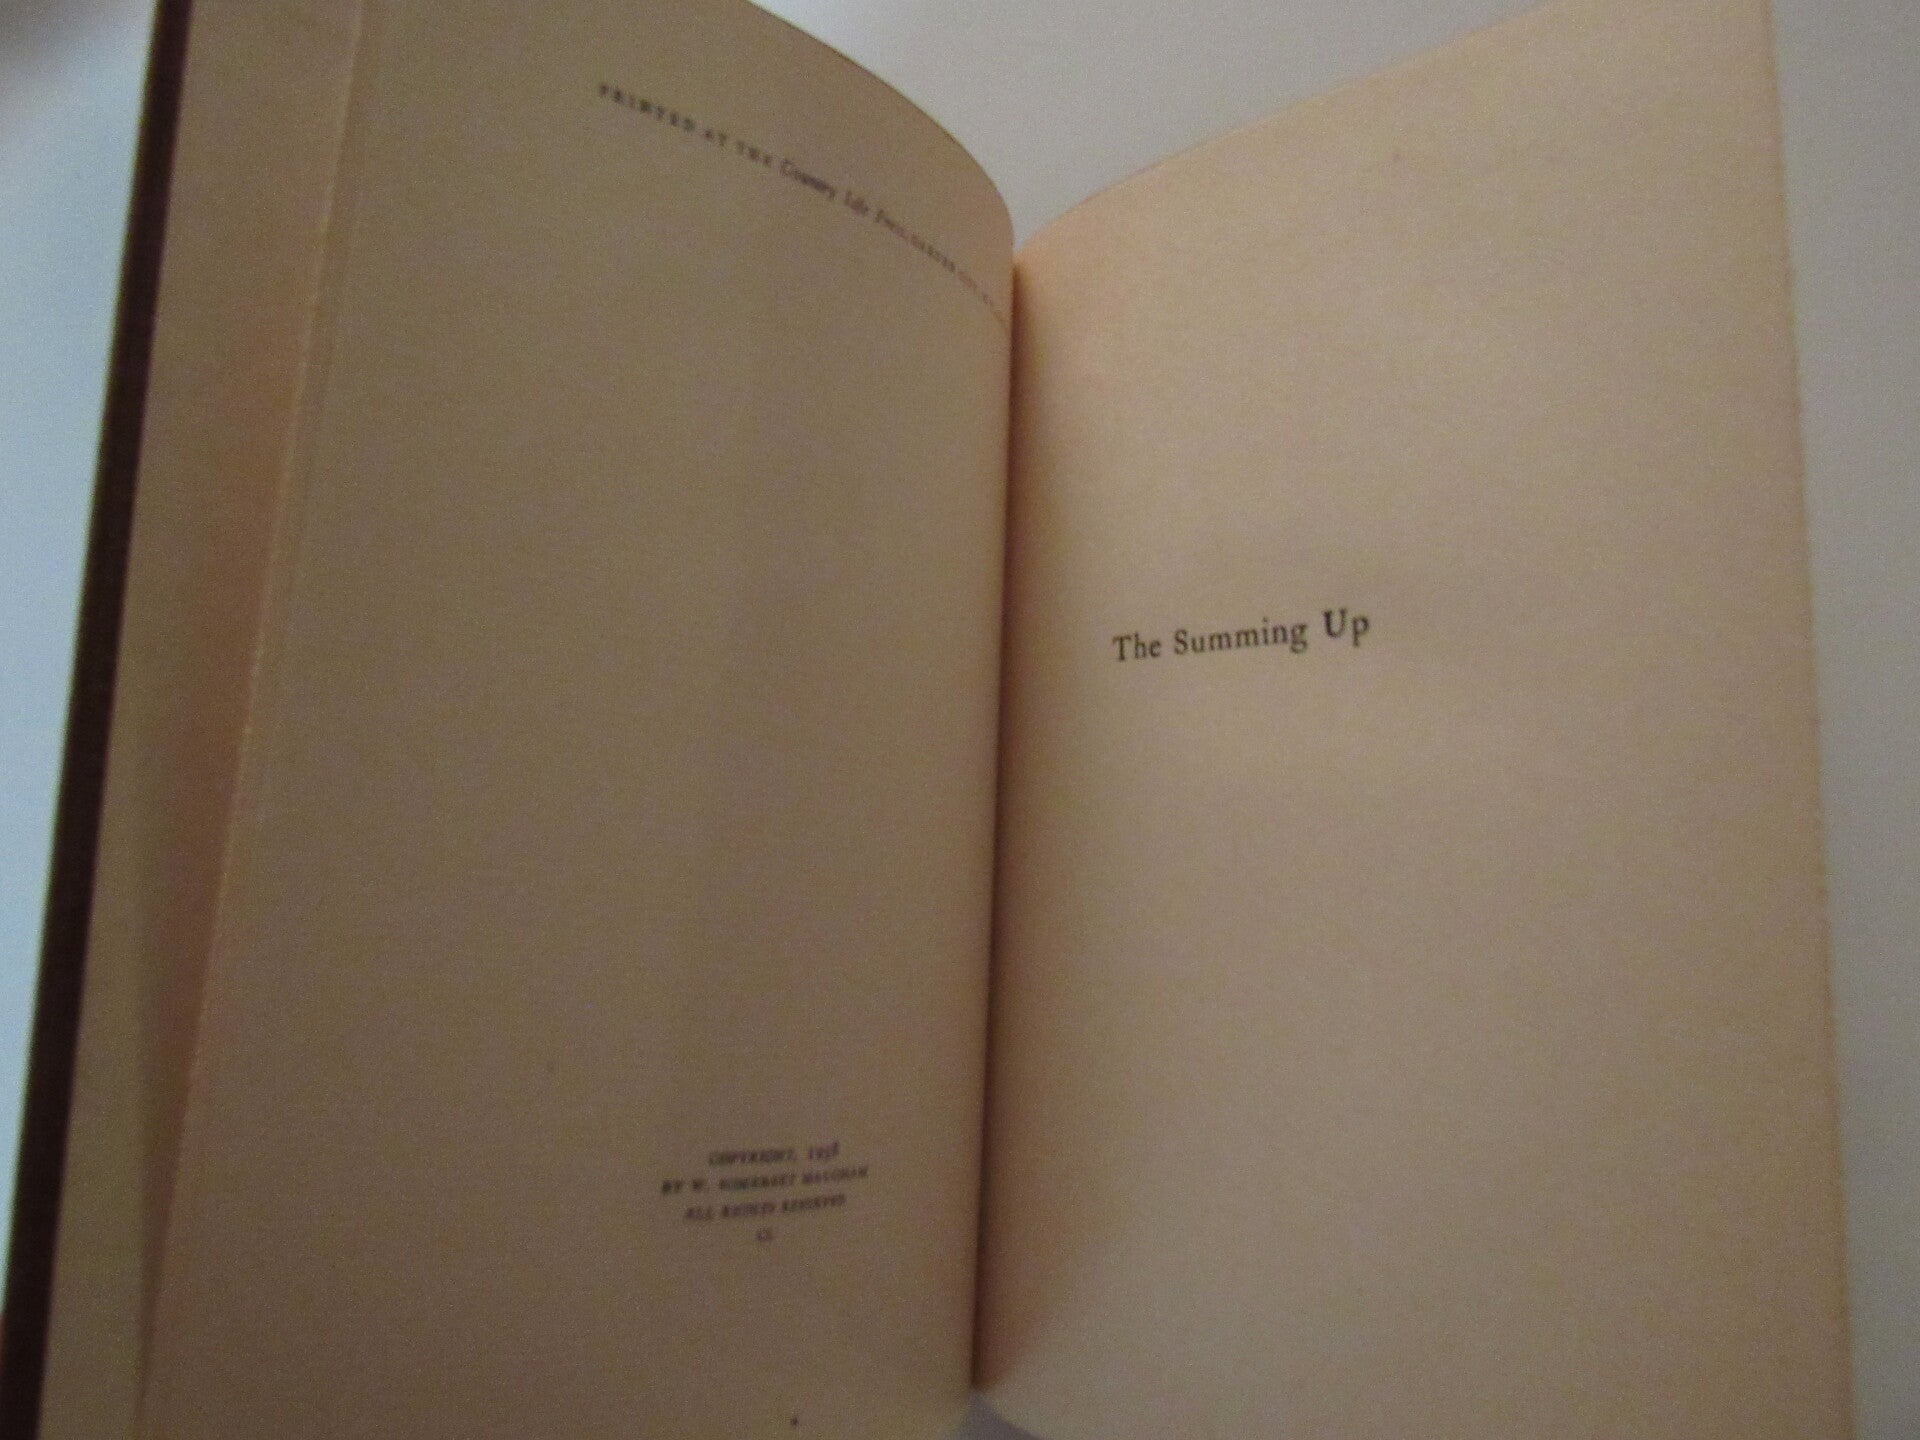 PRINTED AT THE Country Life Press, GARDEN CITY, N.
COPYRIGHT, 1938
BY W. SOMERSET MAUGHAM
ALL RIGHTS RESERVED
CL
The Summing Up